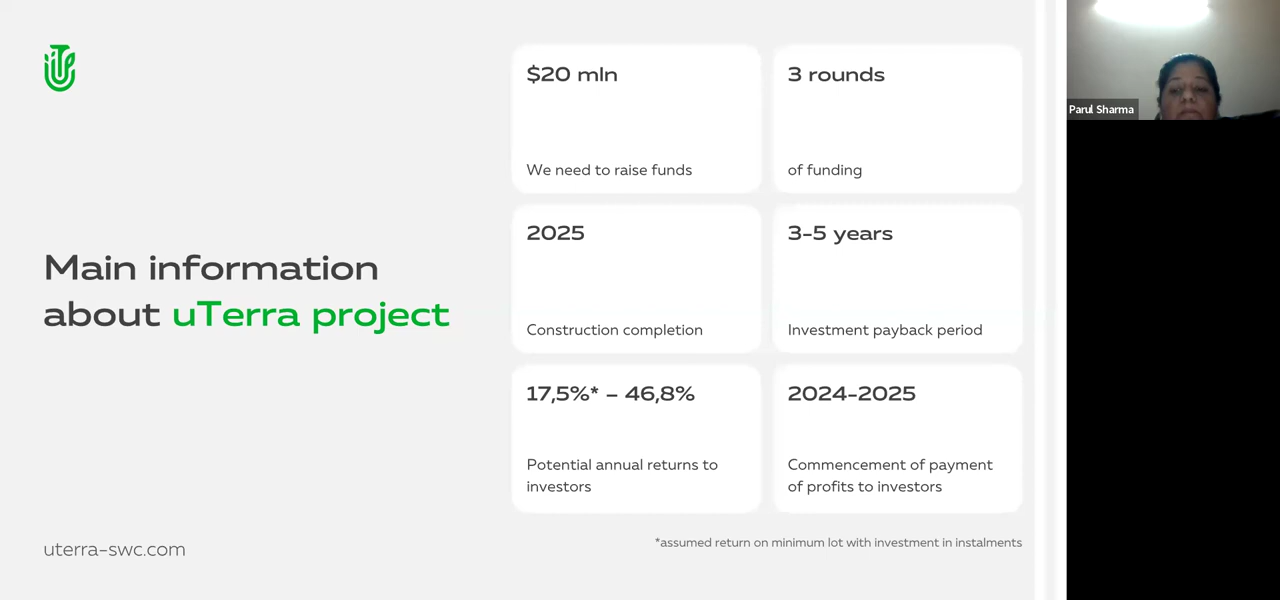 $20 mln
We need to raise funds
3 rounds
of funding
Main information
about uTerra project
2025
Construction completion
3-5 years
Investment payback period
17,5%* – 46,8%
Potential annual returns to
investors
2024-2025
Commencement of payment
of profits to investors
*assumed return on minimum lot with investment in instalments
uterra-swc.com
Parul Sharma